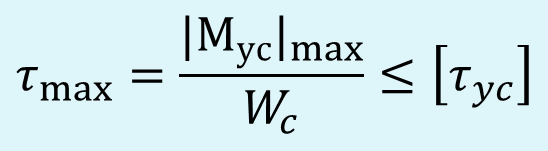 τ_max = |M_yc|_max / W_c ≤ [τ_yc]